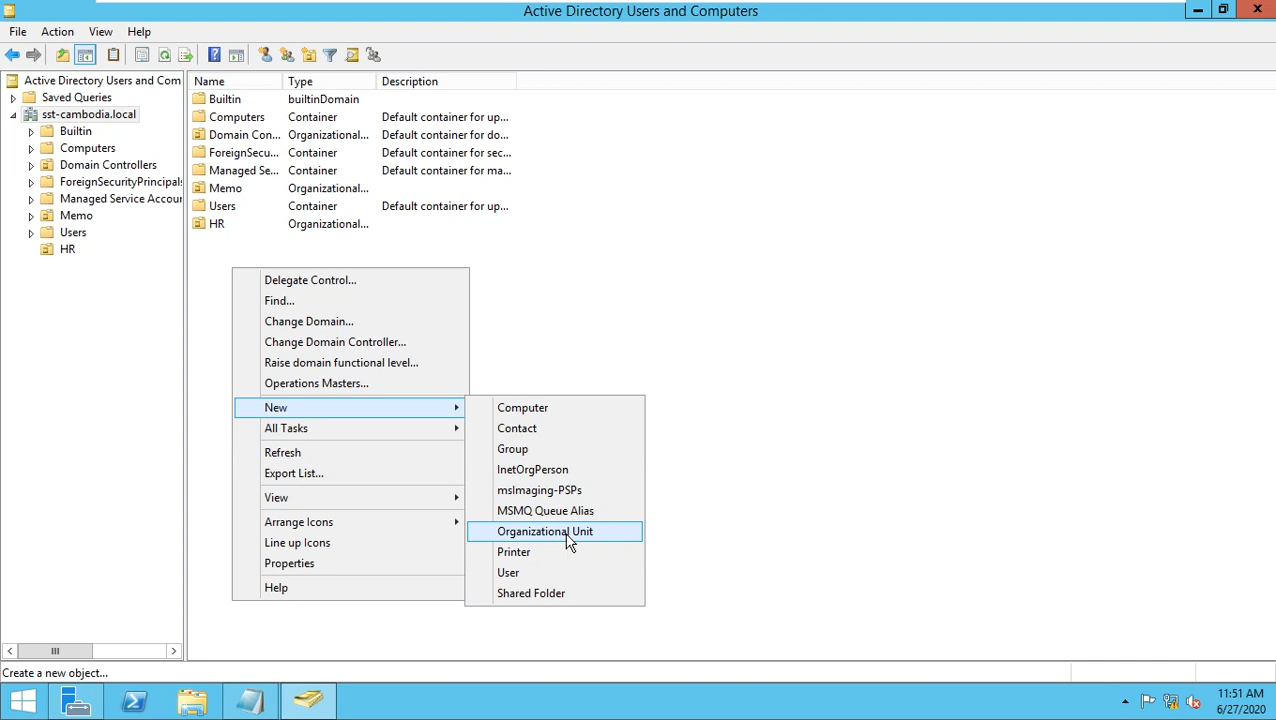 Active Directory Users and Computers
File Action View Help
Active Directory Users and Com
Saved Queries
sst-cambodia.local
Builtin
Computers
Domain Controllers
ForeignSecurityPrincipals
Managed Service Accour
Memo
Users
HR
Name Type Description
Builtin builtinDomain
Computers Container Default container for up...
Domain Con... Organizational... Default container for do...
ForeignSecu... Container Default container for sec...
Managed Se... Container Default container for ma...
Memo Organizational...
Users Container Default container for up...
HR Organizational...
Delegate Control...
Find...
Change Domain...
Change Domain Controller...
Raise domain functional level...
Operations Masters...
New
All Tasks
Refresh
Export List...
View
Arrange Icons
Line up Icons
Properties
Help
Computer
Contact
Group
InetOrgPerson
msImaging-PSPs
MSMQ Queue Alias
Organizational Unit
Printer
User
Shared Folder
Create a new object...
11:51 AM
6/27/2020